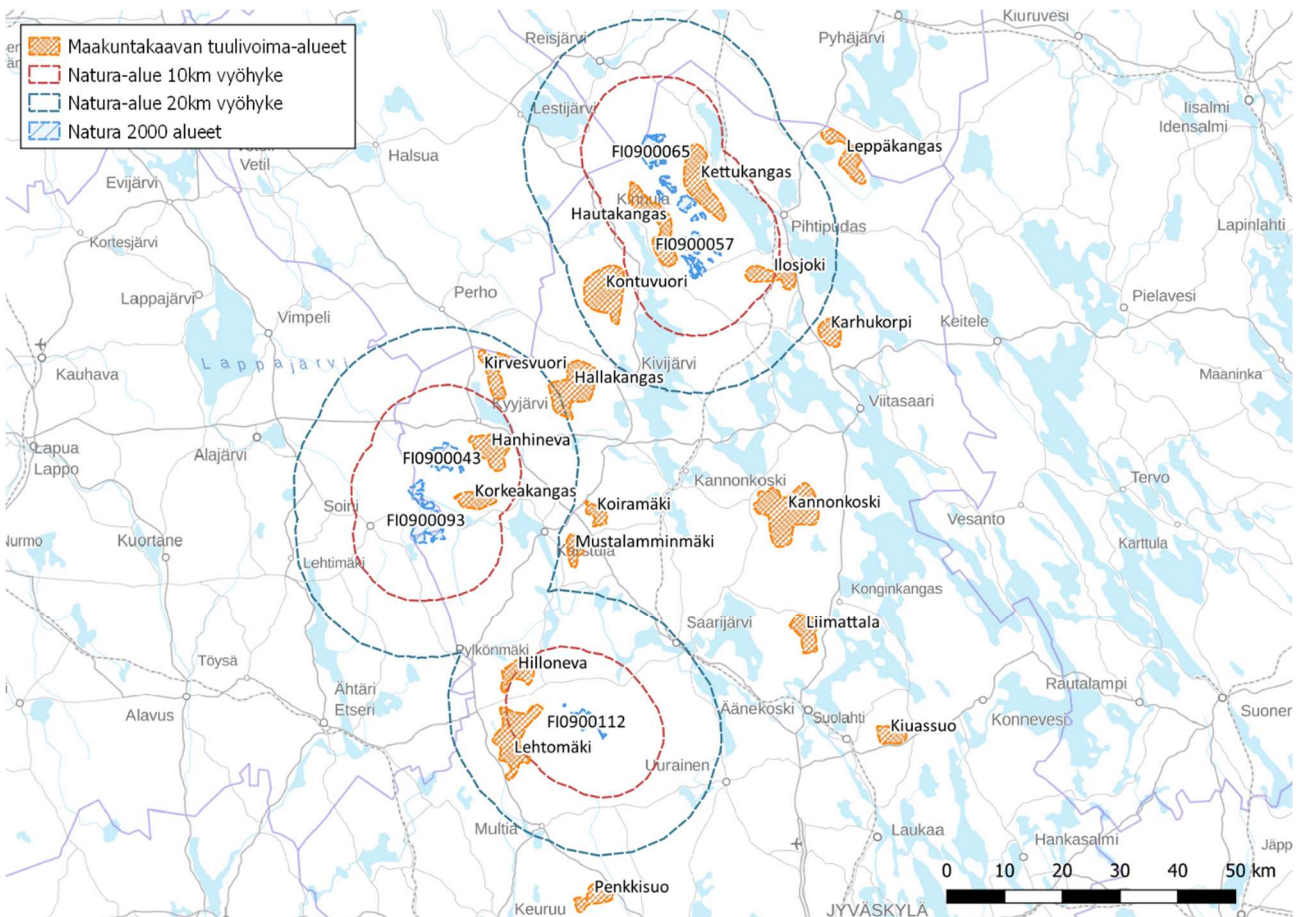 Maakuntakaavan tuulivoima-alueet
Natura-alue 10km vyöhyke
Natura-alue 20km vyöhyke
Natura 2000 alueet
Kiuruvesi
Reisjärvi
Pyhäjärvi
Lestijärvi
Iisalmi
Idensalmi
Vetil
Halsua
FI0900065
Leppäkangas
Kettukangas
Evijärvi
Kinnula
Hautakangas
Pihtipudas
Lapinlahti
Kortesjärvi
FI0900057
Ilosjoki
Kontuvuori
Lappajärvi
Perho
Pielavesi
Vimpeli
Karhukorpi
Keitele
Lappajärvi
Kirvesvuori
Kivijärvi
Kauhava
Hallakangas
Maaninka
Kyyjärvi
Viitasaari
Hanhineva
Lapua
Lappo
Alajärvi
FI0900043
Kannonkoski
Tervo
Korkeakangas
Koiramäki
Kannonkoski
Soini
FI0900093
Vesanto
Kuortane
Mustalamminmäki
Karstula
Karttula
Lehtimäki
Konginkangas
Saarijärvi
Liimattala
Pylkönmäki
Töysä
Hilloneva
Ähtäri
Etseri
Rautalampi
Alavus
Äänekoski
Suolahti
Konnevesi
Suoner
FI0900112
Kiuassuo
Lehtomäki
Uurainen
Multia
Laukaa
Hankasalmi
Jäpp
0 10 20 30 40 50 km
Penkkisuo
Keuruu
JYVÄSKYLÄ